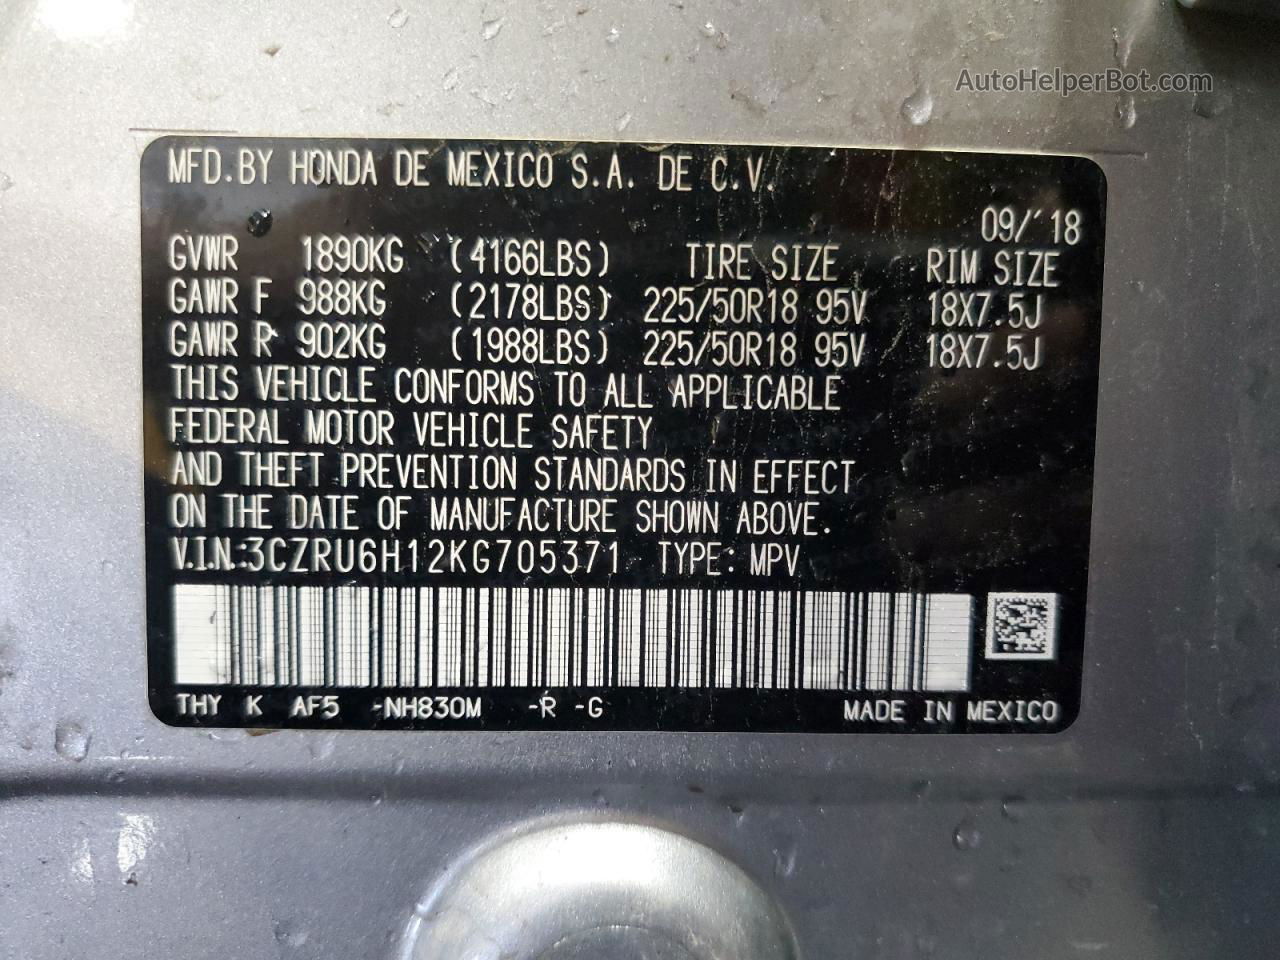 AutoHelperBot.com
MFD.BY HONDA DE MEXICO S.A. DE C.V.
09/'18
GVWR 1890KG (4166LBS) TIRE SIZE RIM SIZE
GAWR F 988KG (2178LBS) 225/50R18 95V 18X7.5J
GAWR R 902KG (1988LBS) 225/50R18 95V 18X7.5J
THIS VEHICLE CONFORMS TO ALL APPLICABLE
FEDERAL MOTOR VEHICLE SAFETY
AND THEFT PREVENTION STANDARDS IN EFFECT
ON THE DATE OF MANUFACTURE SHOWN ABOVE.
V.I.N.:3CZRU6H12KG705371 TYPE: MPV
THY K AF5 -NH830M -R -G MADE IN MEXICO